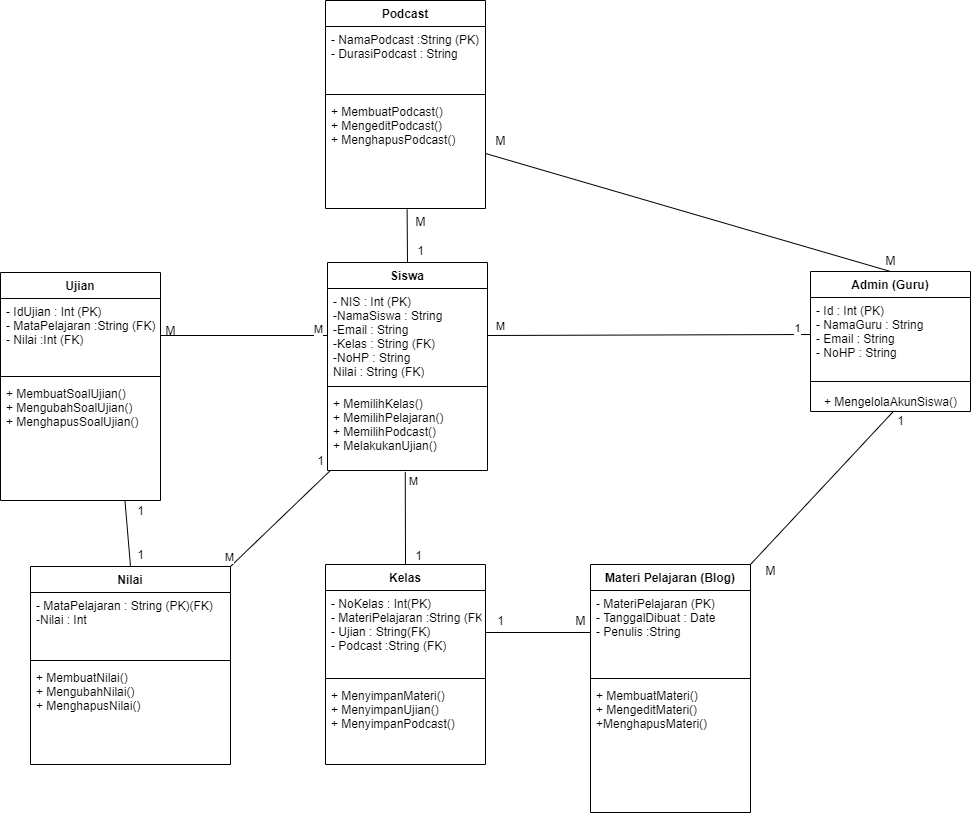 Podcast
- NamaPodcast :String (PK)
- DurasiPodcast : String
+ MembuatPodcast()
+ MengeditPodcast()
+ MenghapusPodcast()
M
M
M
1
Siswa
- NIS : Int (PK)
-NamaSiswa : String
-Email : String
-Kelas : String (FK)
-NoHP : String
Nilai : String (FK)
+ MemilihKelas()
+ MemilihPelajaran()
+ MemilihPodcast()
+ MelakukanUjian()
Ujian
- IdUjian : Int (PK)
- MataPelajaran :String (FK)
- Nilai :Int (FK)
+ MembuatSoalUjian()
+ MengubahSoalUjian()
+ MenghapusSoalUjian()
M
M
M
1
Admin (Guru)
- Id : Int (PK)
- NamaGuru : String
- Email : String
- NoHP : String
+ MengelolaAkunSiswa()
1
1
M
1
1
M
1
M
Nilai
- MataPelajaran : String (PK)(FK)
-Nilai : Int
+ MembuatNilai()
+ MengubahNilai()
+ MenghapusNilai()
Kelas
- NoKelas : Int(PK)
- MateriPelajaran :String (FK
- Ujian : String(FK)
- Podcast :String (FK)
+ MenyimpanMateri()
+ MenyimpanUjian()
+ MenyimpanPodcast()
1
M
Materi Pelajaran (Blog)
- MateriPelajaran (PK)
- TanggalDibuat : Date
- Penulis :String
+ MembuatMateri()
+ MengeditMateri()
+MenghapusMateri()